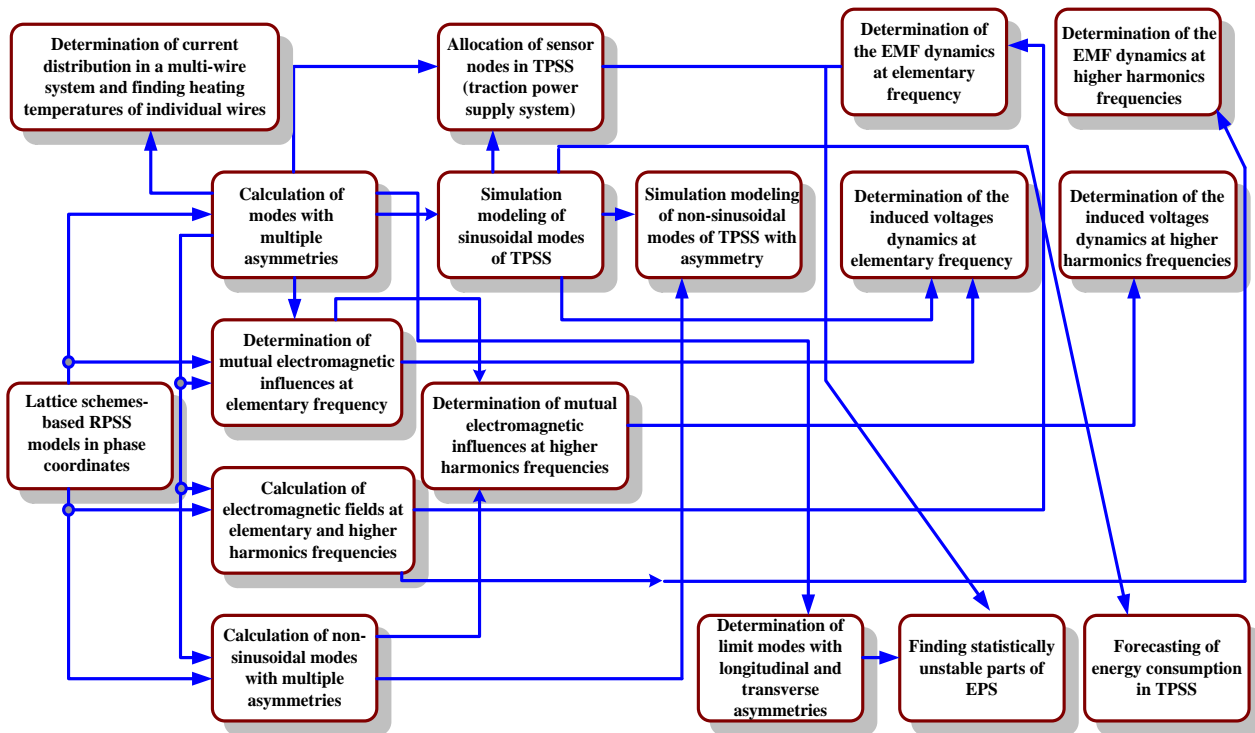 Determination of current
distribution in a multi-wire
system and finding heating
temperatures of individual wires
Allocation of sensor
nodes in TPSS
(traction power
supply system)
Determination of
the EMF dynamics
at elementary
frequency
Determination of the
EMF dynamics at
higher harmonics
frequencies
Calculation of
modes with
multiple
asymmetries
Simulation
modeling of
sinusoidal modes
of TPSS
Simulation modeling
of non-sinusoidal
modes of TPSS with
asymmetry
Determination of the
induced voltages
dynamics at
elementary frequency
Determination of the
induced voltages
dynamics at higher
harmonics frequencies
Determination of
mutual electromagnetic
influences at
elementary frequency
Lattice schemes-
based RPSS
models in phase
coordinates
Determination of mutual
electromagnetic
influences at higher
harmonics frequencies
Calculation of
electromagnetic fields at
elementary and higher
harmonics frequencies
Calculation of non-
sinusoidal modes
with multiple
asymmetries
Determination of
limit modes with
longitudinal and
transverse
asymmetries
Finding statistically
unstable parts of
EPS
Forecasting of
energy consumption
in TPSS